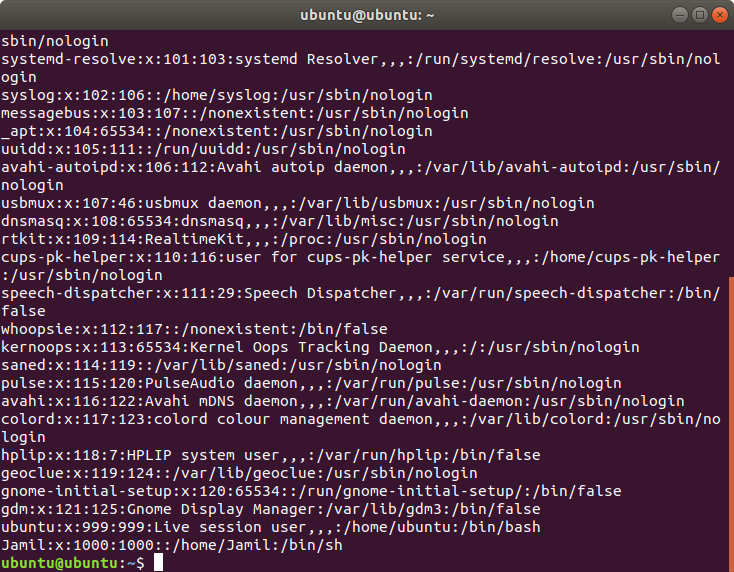 ubuntu@ubuntu: ~
sbin/nologin
systemd-resolve:x:101:103:systemd Resolver,,,:/run/systemd/resolve:/usr/sbin/nol
ogin
syslog:x:102:106::/home/syslog:/usr/sbin/nologin
messagebus:x:103:107::/nonexistent:/usr/sbin/nologin
_apt:x:104:65534::/nonexistent:/usr/sbin/nologin
uuidd:x:105:111::/run/uuidd:/usr/sbin/nologin
avahi-autoipd:x:106:112:Avahi autoip daemon,,,:/var/lib/avahi-autoipd:/usr/sbin/
nologin
usbmux:x:107:46:usbmux daemon,,,:/var/lib/usbmux:/usr/sbin/nologin
dnsmasq:x:108:65534:dnsmasq,,,:/var/lib/misc:/usr/sbin/nologin
rtkit:x:109:114:RealtimeKit,,,:/proc:/usr/sbin/nologin
cups-pk-helper:x:110:116:user for cups-pk-helper service,,,:/home/cups-pk-helper
:/usr/sbin/nologin
speech-dispatcher:x:111:29:Speech Dispatcher,,,:/var/run/speech-dispatcher:/bin/
false
whoopsie:x:112:117::/nonexistent:/bin/false
kernoops:x:113:65534:Kernel Oops Tracking Daemon,,,:/:/usr/sbin/nologin
saned:x:114:119::/var/lib/saned:/usr/sbin/nologin
pulse:x:115:120:PulseAudio daemon,,,:/var/run/pulse:/usr/sbin/nologin
avahi:x:116:122:Avahi mDNS daemon,,,:/var/run/avahi-daemon:/usr/sbin/nologin
colord:x:117:123:colord colour management daemon,,,:/var/lib/colord:/usr/sbin/no
login
hplip:x:118:7:HPLIP system user,,,:/var/run/hplip:/bin/false
geoclue:x:119:124::/var/lib/geoclue:/usr/sbin/nologin
gnome-initial-setup:x:120:65534::/run/gnome-initial-setup/:/bin/false
gdm:x:121:125:Gnome Display Manager:/var/lib/gdm3:/bin/false
ubuntu:x:999:999:Live session user,,,:/home/ubuntu:/bin/bash
Jamil:x:1000:1000::/home/Jamil:/bin/sh
ubuntu@ubuntu:~$